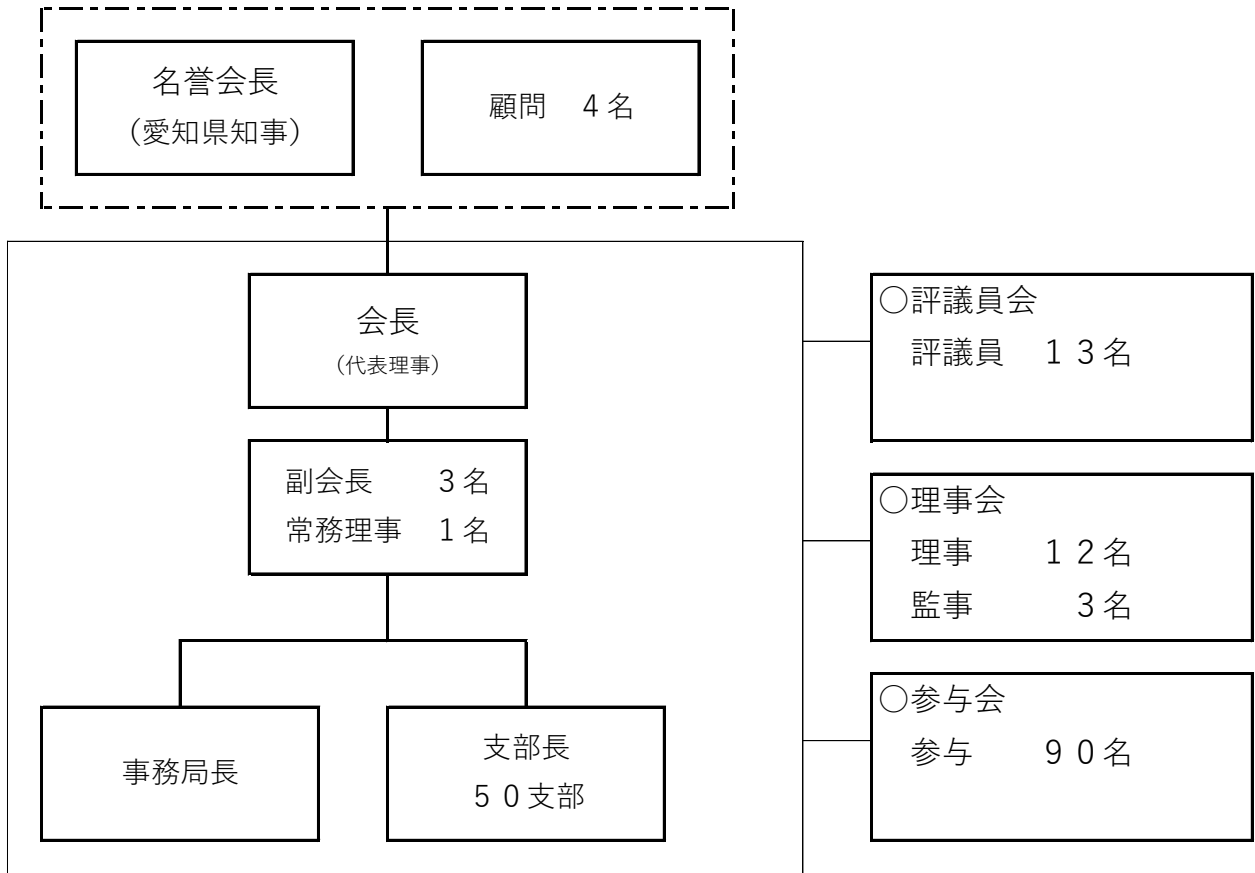 名誉会長
(愛知県知事)
顧問　４名
会長
(代表理事)
副会長　　３名
常務理事　１名
事務局長
支部長
５０支部
○評議員会
評議員　１３名
○理事会
理事　　１２名
監事　　　３名
○参与会
参与　　９０名